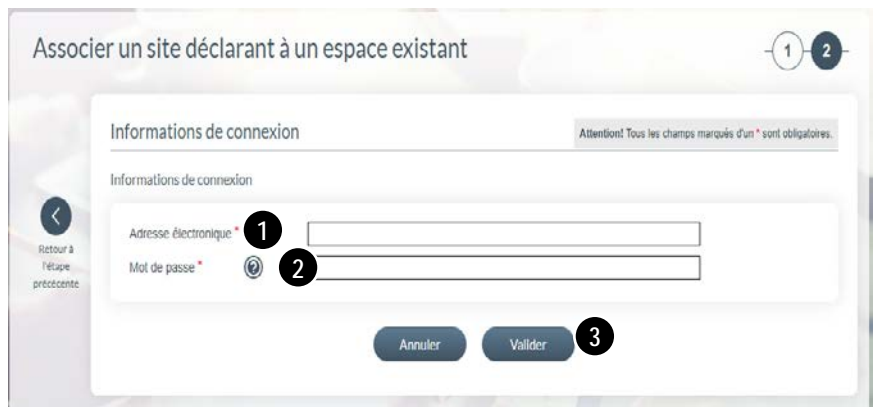 Associer un site déclarant à un espace existant
1 2
Informations de connexion
Attention! Tous les champs marqués d'un * sont obligatoires.
Informations de connexion
Adresse électronique * 1
Mot de passe * ? 2
Retour à
l'étape
précécente
Annuler Valider 3